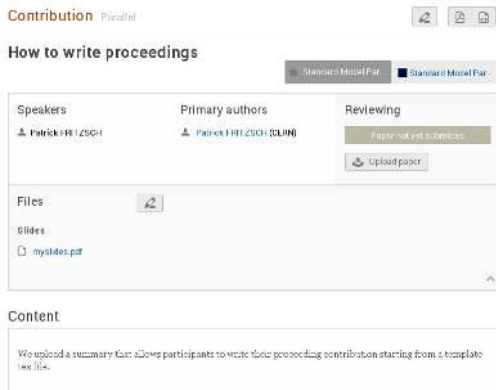 Contribution Parallel
How to write proceedings
Standard Model Par...
Standard Model Par...
Speakers
Patrick FRITZSCH
Primary authors
Patrick FRITZSCH (CERN)
Reviewing
Paper not yet submitted
Upload paper
Files
Slides
myslides.pdf
Content
We upload a summary that allows participants to write their proceeding contribution starting from a template
tex file.